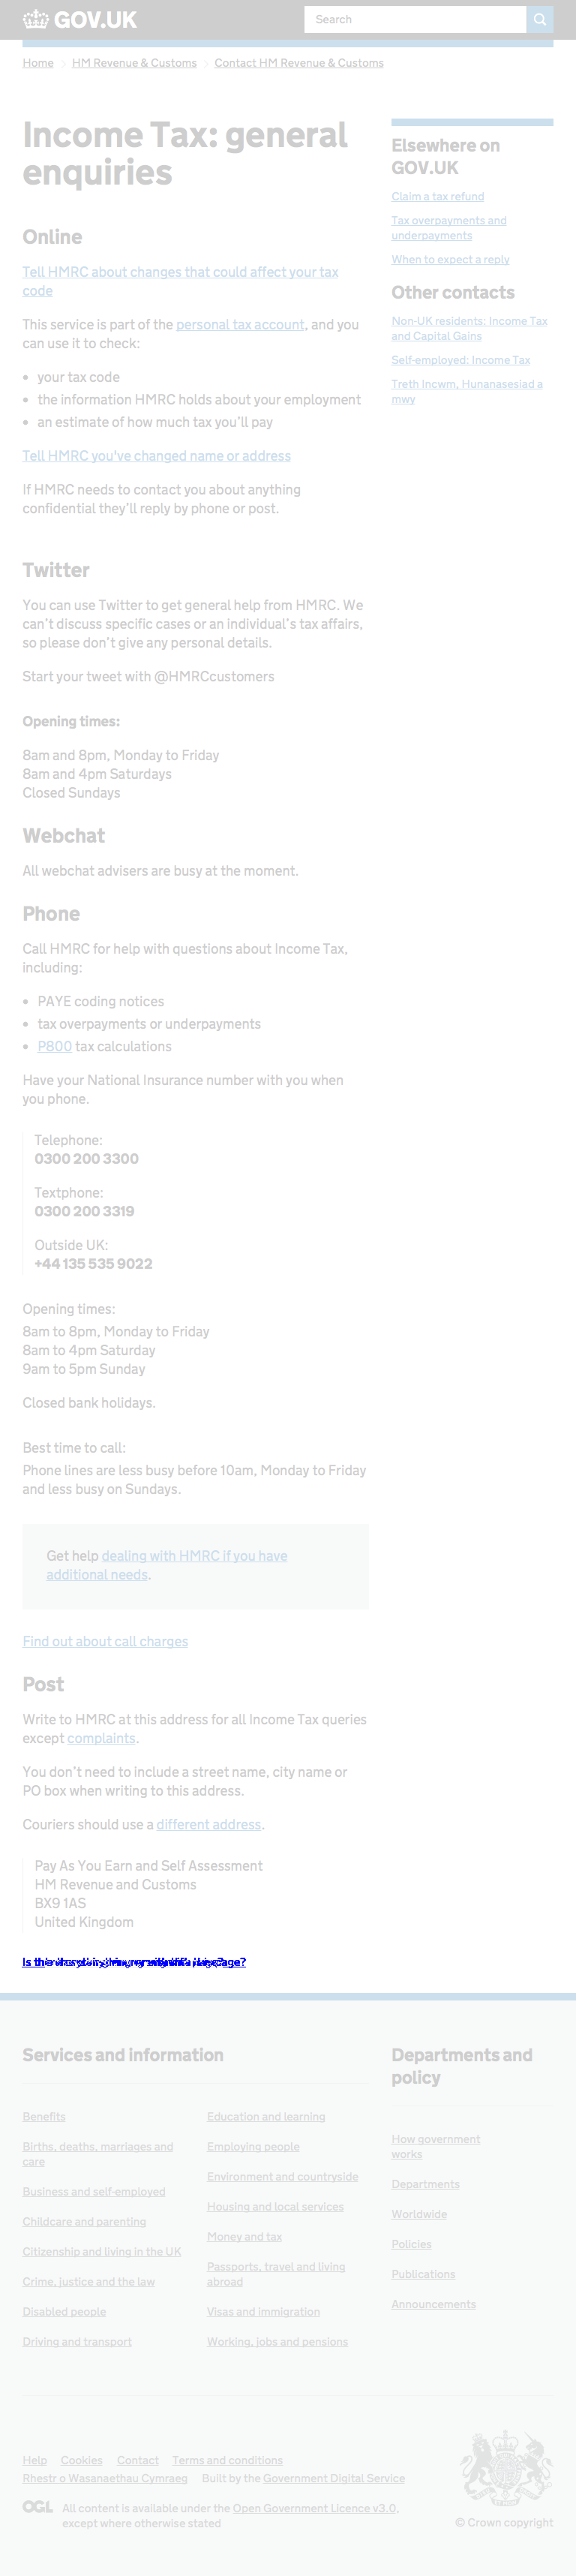 GOV.UK
Search
Home
HM Revenue & Customs
Contact HM Revenue & Customs
Income Tax: general
enquiries
Online
Tell HMRC about changes that could affect your tax
code
This service is part of the personal tax account, and you
can use it to check:
• your tax code
• the information HMRC holds about your employment
• an estimate of how much tax you'll pay
Tell HMRC you've changed name or address
If HMRC needs to contact you about anything
confidential they'll reply by phone or post.
Twitter
You can use Twitter to get general help from HMRC. We
can't discuss specific cases or an individual's tax affairs,
so please don't give any personal details.
Start your tweet with @HMRCcustomers
Opening times:
8am and 8pm, Monday to Friday
8am and 4pm Saturdays
Closed Sundays
Webchat
All webchat advisers are busy at the moment.
Phone
Call HMRC for help with questions about Income Tax,
including:
• PAYE coding notices
• tax overpayments or underpayments
• P800 tax calculations
Have your National Insurance number with you when
you phone.
Telephone:
0300 200 3300
Textphone:
0300 200 3319
Outside UK:
+44 135 535 9022
Opening times:
8am to 8pm, Monday to Friday
8am to 4pm Saturday
9am to 5pm Sunday
Closed bank holidays.
Best time to call:
Phone lines are less busy before 10am, Monday to Friday
and less busy on Sundays.
Get help dealing with HMRC if you have
additional needs.
Find out about call charges
Post
Write to HMRC at this address for all Income Tax queries
except complaints.
You don't need to include a street name, city name or
PO box when writing to this address.
Couriers should use a different address.
Pay As You Earn and Self Assessment
HM Revenue and Customs
BX9 1AS
United Kingdom
Elsewhere on
GOV.UK
Claim a tax refund
Tax overpayments and
underpayments
When to expect a reply
Other contacts
Non-UK residents: Income Tax
and Capital Gains
Self-employed: Income Tax
Treth Incwm, Hunanasesiad a
mwy
Services and information
Benefits
Births, deaths, marriages and
care
Business and self-employed
Childcare and parenting
Citizenship and living in the UK
Crime, justice and the law
Disabled people
Driving and transport
Education and learning
Employing people
Environment and countryside
Housing and local services
Money and tax
Passports, travel and living
abroad
Visas and immigration
Working, jobs and pensions
Departments and
policy
How government
works
Departments
Worldwide
Policies
Publications
Announcements
Help
Cookies
Contact
Terms and conditions
Rhestr o Wasanaethau Cymraeg
Built by the Government Digital Service
OGL
All content is available under the Open Government Licence v3.0,
except where otherwise stated
© Crown copyright